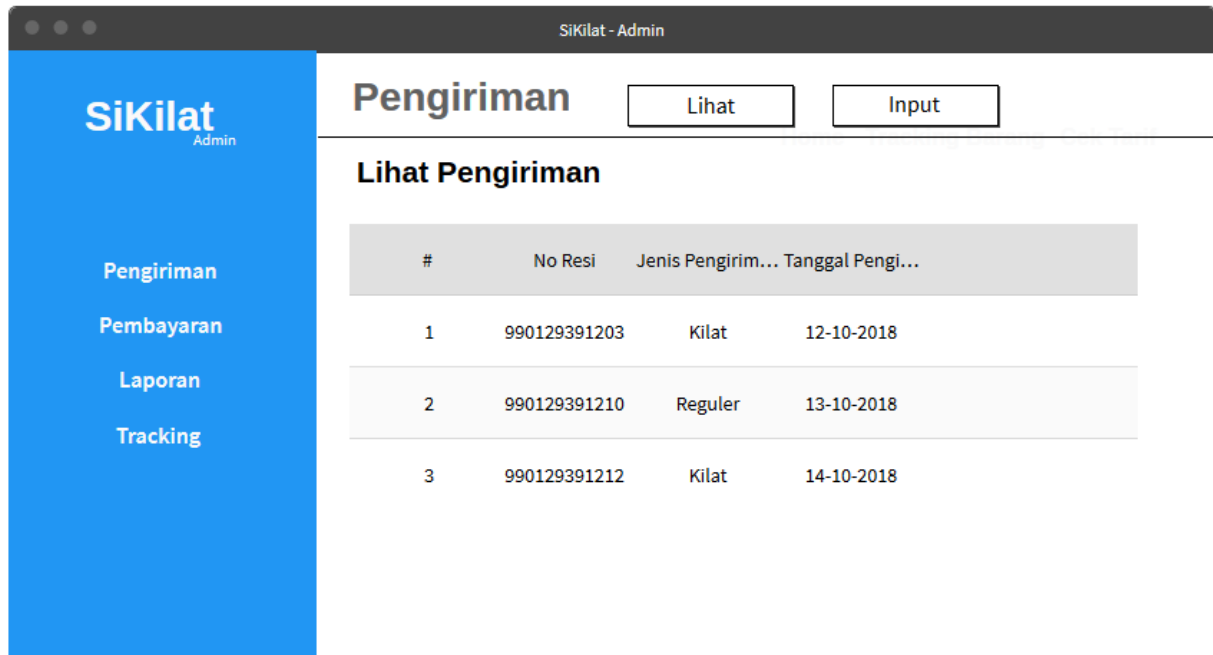 SiKilat - Admin
SiKilat
Admin
Pengiriman
Pembayaran
Laporan
Tracking
Pengiriman Lihat Input
Lihat Pengiriman
# No Resi Jenis Pengirim... Tanggal Pengi...
1 990129391203 Kilat 12-10-2018
2 990129391210 Reguler 13-10-2018
3 990129391212 Kilat 14-10-2018